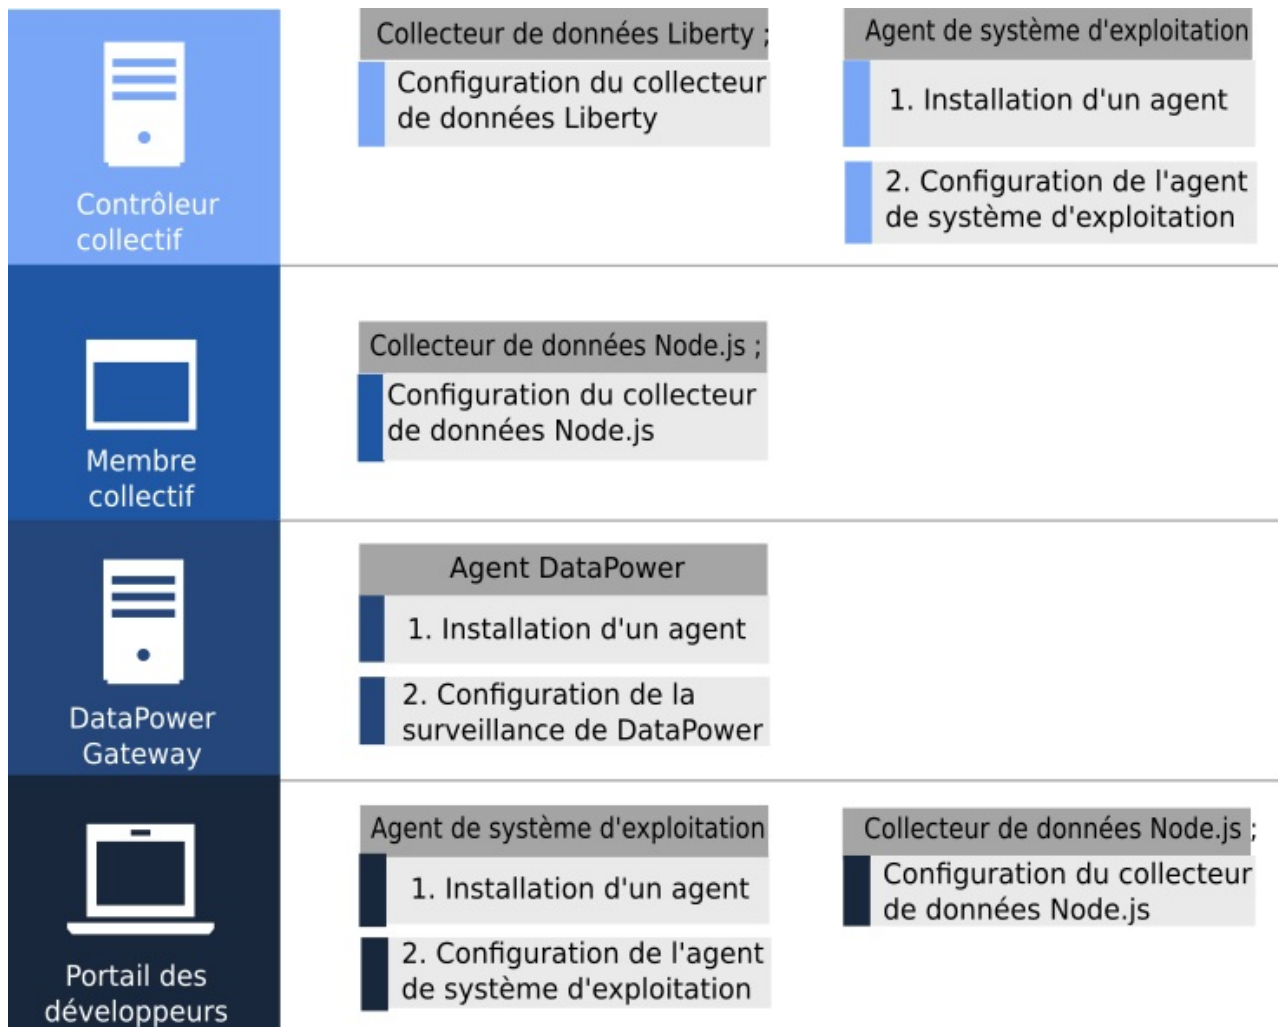 Contrôleur
collectif
Collecteur de données Liberty ;
Configuration du collecteur
de données Liberty
Agent de système d'exploitation
1. Installation d'un agent
2. Configuration de l'agent
de système d'exploitation
Membre
collectif
Collecteur de données Node.js ;
Configuration du collecteur
de données Node.js
DataPower
Gateway
Agent DataPower
1. Installation d'un agent
2. Configuration de la
surveillance de DataPower
Portail des
développeurs
Agent de système d'exploitation
1. Installation d'un agent
2. Configuration de l'agent
de système d'exploitation
Collecteur de données Node.js ;
Configuration du collecteur
de données Node.js